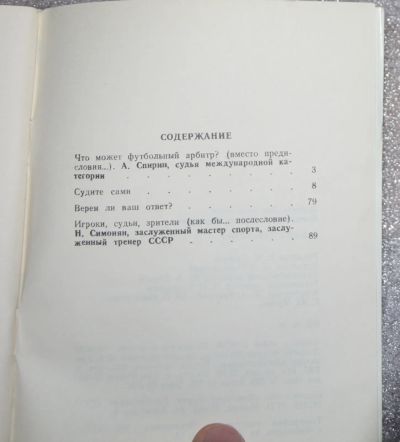 СОДЕРЖАНИЕ
Что может футбольный арбитр? (вместо преди-
словия...). А. Спирин, судья международной ка-
тегории . . . . . . . . 3
Судите сами . . . . . . . 8
Верен ли ваш ответ? . . . . . . 79
Игроки, судьи, зрители (как бы... послесловие).
Н. Симонян, заслуженный мастер спорта, заслу-
женный тренер СССР . . . . . 89